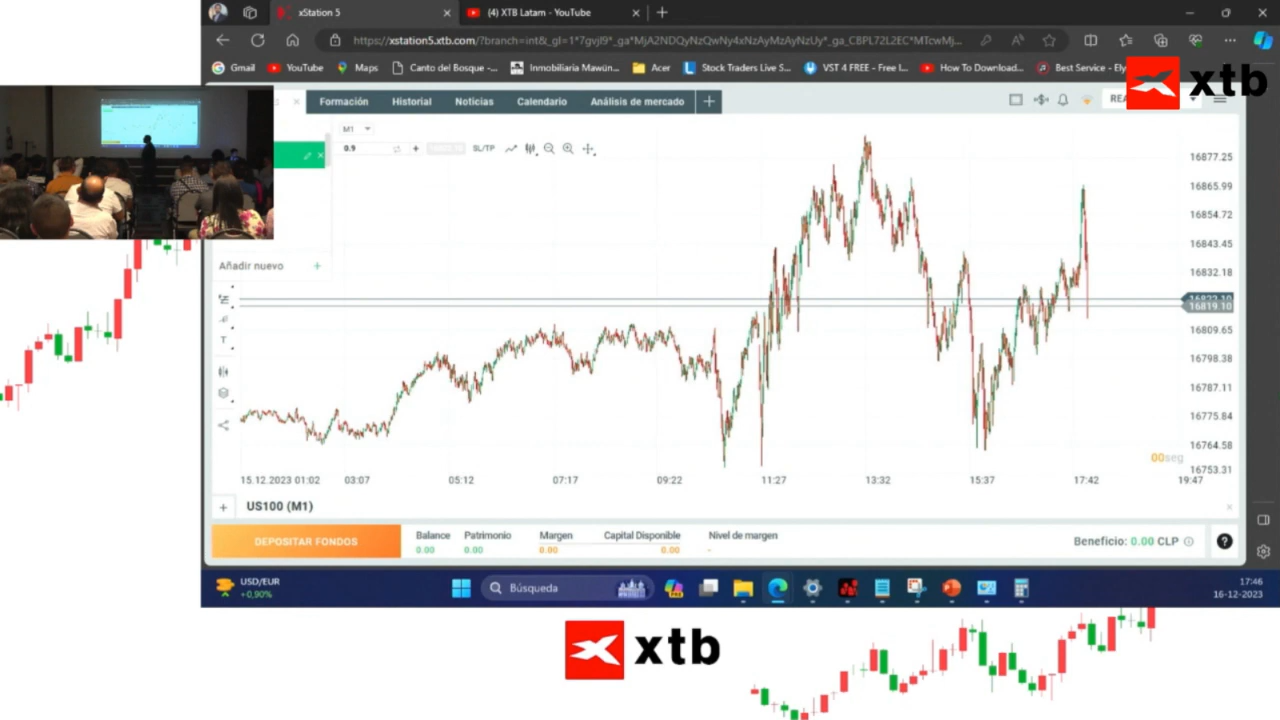 xStation 5
(4) XTB Latam - YouTube
https://xstation5.xtb.com/?branch=int&_gl=1*7gvjl9*_ga*MjA2NDQyNzQwNy4xNzAyMzAyNzUy*_ga_CBPL72L2EC*MTcwMj...
Gmail
YouTube
Maps
Canto del Bosque -...
Inmobiliaria Mawün...
Acer
Stock Traders Live S...
VST 4 FREE - Free I...
How To Download...
Best Service - Ely
xtb
Formación
Historial
Noticias
Calendario
Análisis de mercado
REA
M1
0.9
SL/TP
16877.25
16865.99
16854.72
16843.45
Añadir nuevo
16832.18
16822.10
16819.10
16809.65
T
16798.38
16787.11
16775.84
16764.58
00seg
16753.31
15.12.2023 01:02
03:07
05:12
07:17
09:22
11:27
13:32
15:37
17:42
19:47
US100 (M1)
DEPOSITAR FONDOS
Balance
Patrimonio
Margen
Capital Disponible
Nivel de margen
0.00
0.00
0.00
0.00
-
Beneficio: 0.00 CLP
USD/EUR
+0,90%
Búsqueda
17:46
16-12-2023
xtb